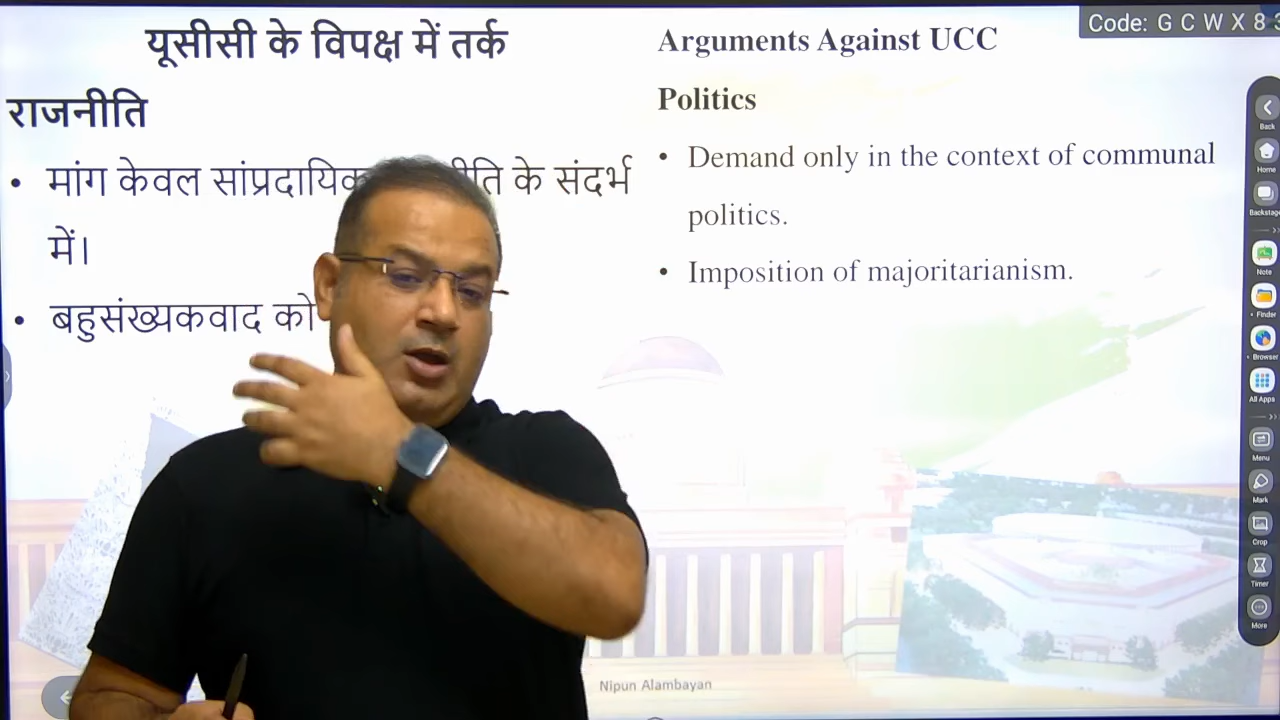 Code: G C W X 8 3
यूसीसी के विपक्ष में तर्क
राजनीति
• मांग केवल सांप्रदायिक के संदर्भ
में।
• बहुसंख्यकवाद को
Arguments Against UCC
Politics
• Demand only in the context of communal
politics.
• Imposition of majoritarianism.
Nipun Alambayan
Back
Home
Backstage
Note
Finder
Browser
All Apps
Menu
Mark
Crop
Timer
More